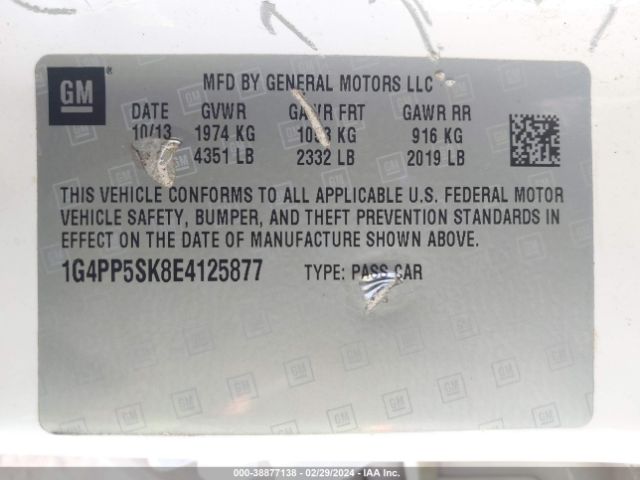 GM
MFD BY GENERAL MOTORS LLC
DATE GVWR GAWR FRT GAWR RR
10/13 1974 KG KG 916 KG
4351 LB 2332 LB 2019 LB
THIS VEHICLE CONFORMS TO ALL APPLICABLE U.S. FEDERAL MOTOR
VEHICLE SAFETY, BUMPER, AND THEFT PREVENTION STANDARDS IN
EFFECT ON THE DATE OF MANUFACTURE SHOWN ABOVE.
1G4PP5SK8E4125877 TYPE: PASS CAR
000-38877138 - 02/29/2024 - IAA Inc.